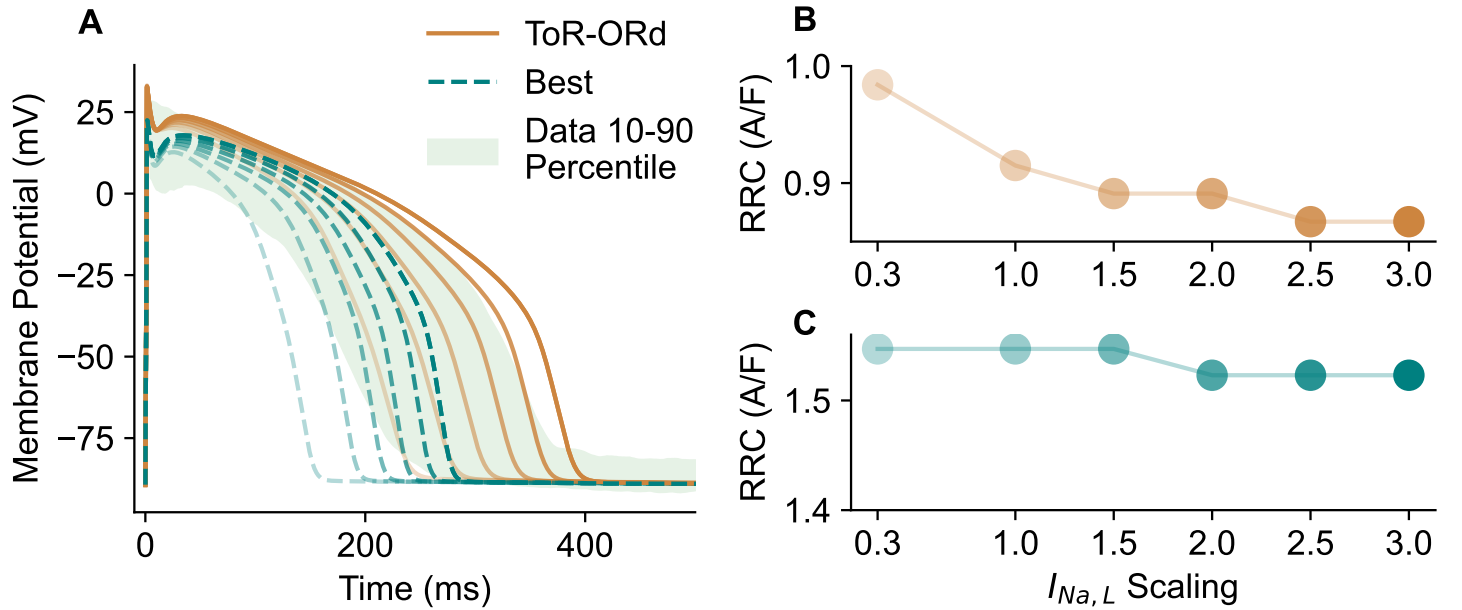 A
ToR-ORd
Best
Data 10-90
Percentile
Membrane Potential (mV)
25
0
−25
−50
−75
0
200
400
Time (ms)
B
RRC (A/F)
1.0
0.9
0.3
1.0
1.5
2.0
2.5
3.0
C
RRC (A/F)
1.5
1.4
0.3
1.0
1.5
2.0
2.5
3.0
I_{Na, L} Scaling